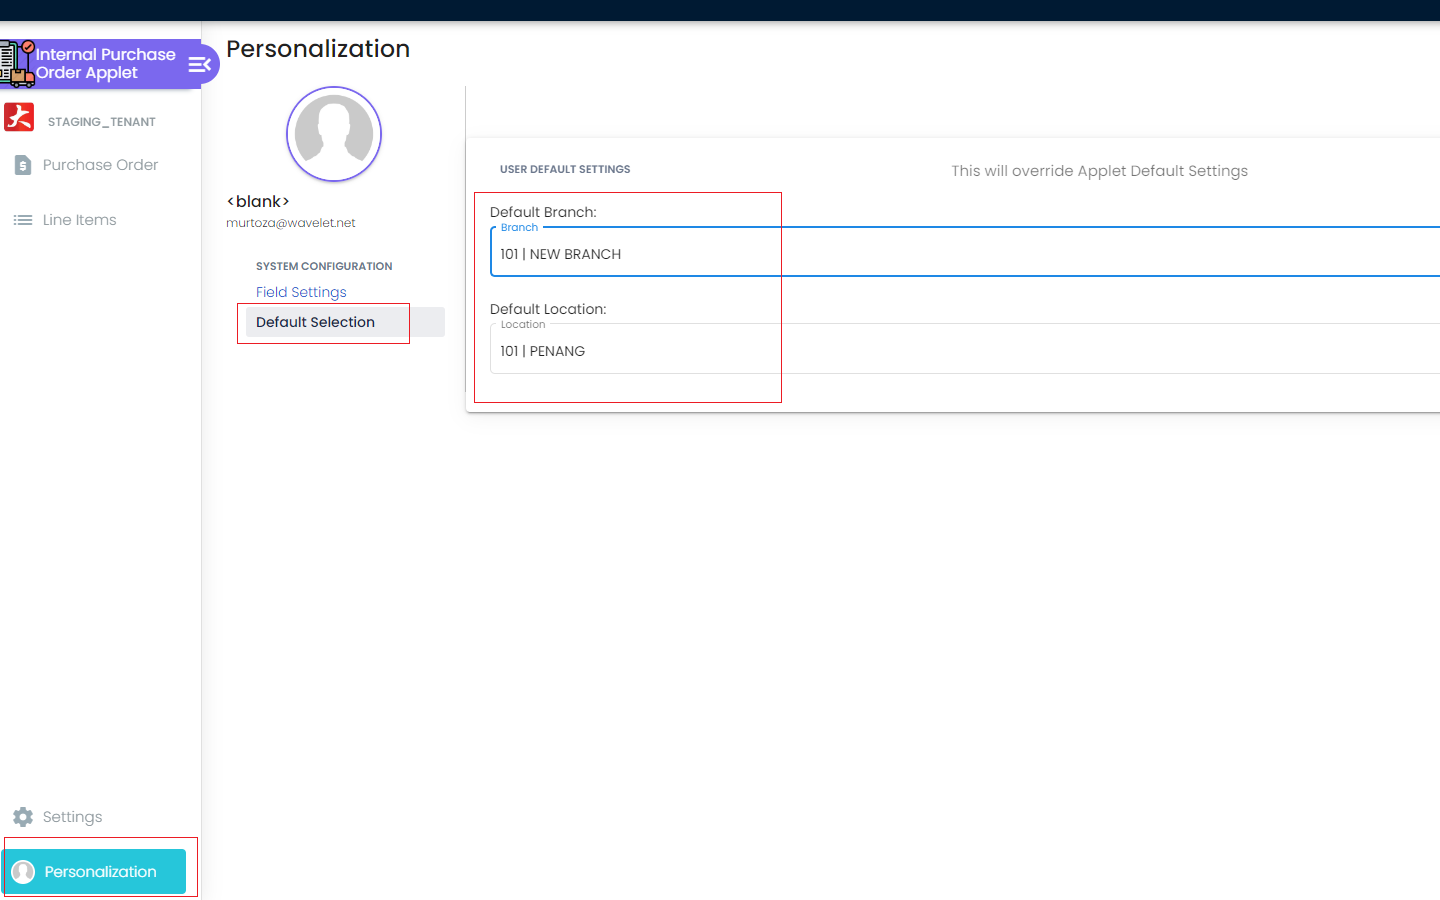 Internal Purchase
Order Applet
STAGING_TENANT
Purchase Order
Line Items
Settings
Personalization
Personalization
<blank>
murtoza@wavelet.net
SYSTEM CONFIGURATION
Field Settings
Default Selection
USER DEFAULT SETTINGS
This will override Applet Default Settings
Default Branch:
Branch
101 | NEW BRANCH
Default Location:
Location
101 | PENANG